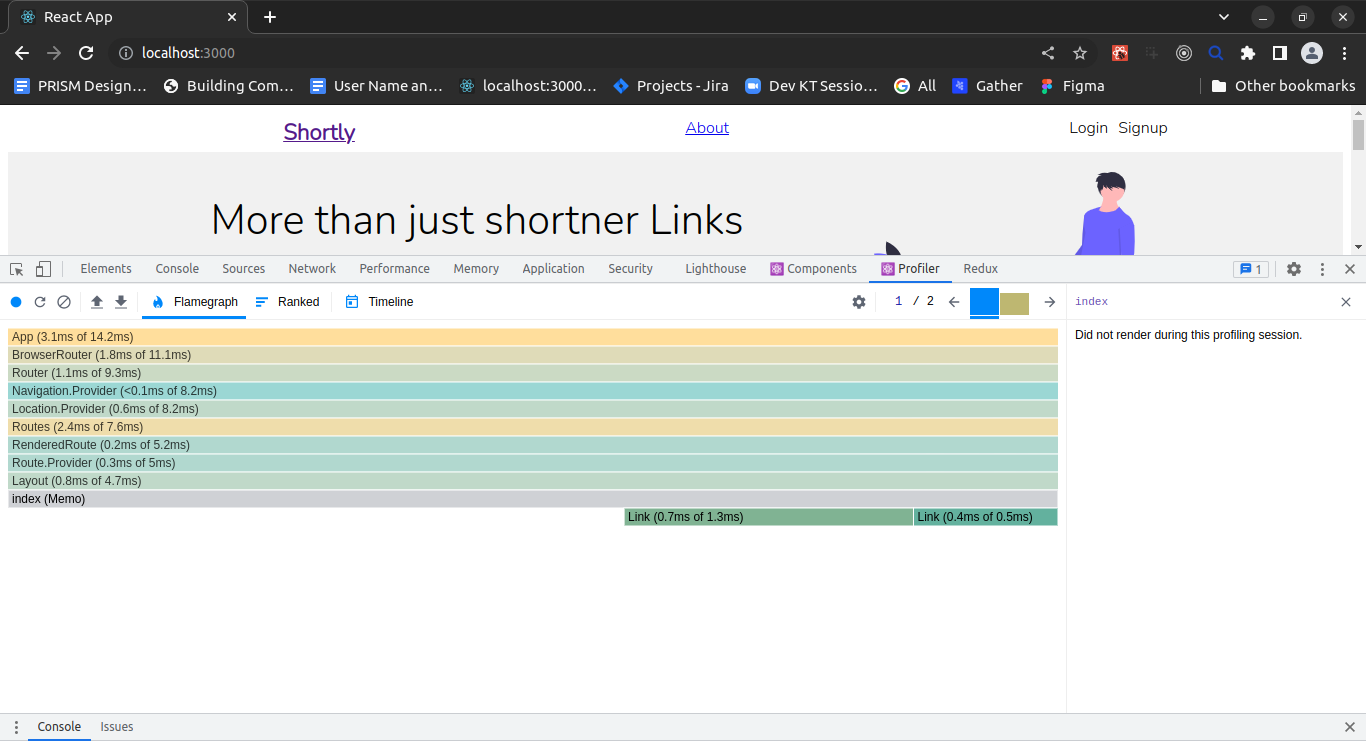 React App
localhost:3000
PRISM Design... Building Com... User Name an... localhost:3000... Projects - Jira Dev KT Sessio... All Gather Figma Other bookmarks
Shortly About Login Signup
More than just shortner Links
Elements Console Sources Network Performance Memory Application Security Lighthouse Components Profiler Redux 1
Flamegraph Ranked Timeline 1 / 2 index
App (3.1ms of 14.2ms) Did not render during this profiling session.
BrowserRouter (1.8ms of 11.1ms)
Router (1.1ms of 9.3ms)
Navigation.Provider (<0.1ms of 8.2ms)
Location.Provider (0.6ms of 8.2ms)
Routes (2.4ms of 7.6ms)
RenderedRoute (0.2ms of 5.2ms)
Route.Provider (0.3ms of 5ms)
Layout (0.8ms of 4.7ms)
index (Memo)
Link (0.7ms of 1.3ms) Link (0.4ms of 0.5ms)
Console Issues